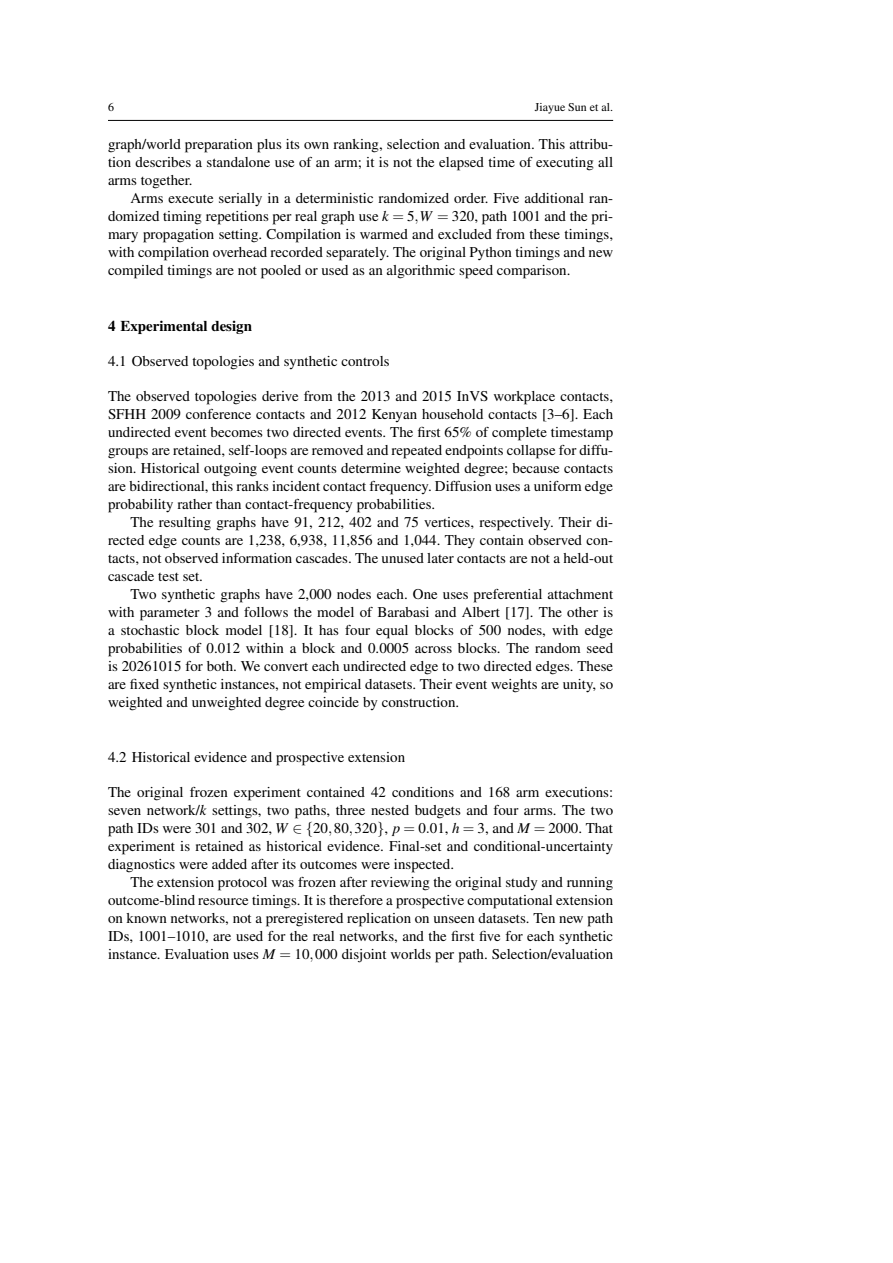 6
Jiayue Sun et al.
graph/world preparation plus its own ranking, selection and evaluation. This attribu-
tion describes a standalone use of an arm; it is not the elapsed time of executing all
arms together.
Arms execute serially in a deterministic randomized order. Five additional ran-
domized timing repetitions per real graph use k = 5, W = 320, path 1001 and the pri-
mary propagation setting. Compilation is warmed and excluded from these timings,
with compilation overhead recorded separately. The original Python timings and new
compiled timings are not pooled or used as an algorithmic speed comparison.
4 Experimental design
4.1 Observed topologies and synthetic controls
The observed topologies derive from the 2013 and 2015 InVS workplace contacts,
SFHH 2009 conference contacts and 2012 Kenyan household contacts [3–6]. Each
undirected event becomes two directed events. The first 65% of complete timestamp
groups are retained, self-loops are removed and repeated endpoints collapse for diffu-
sion. Historical outgoing event counts determine weighted degree; because contacts
are bidirectional, this ranks incident contact frequency. Diffusion uses a uniform edge
probability rather than contact-frequency probabilities.
The resulting graphs have 91, 212, 402 and 75 vertices, respectively. Their di-
rected edge counts are 1,238, 6,938, 11,856 and 1,044. They contain observed con-
tacts, not observed information cascades. The unused later contacts are not a held-out
cascade test set.
Two synthetic graphs have 2,000 nodes each. One uses preferential attachment
with parameter 3 and follows the model of Barabasi and Albert [17]. The other is
a stochastic block model [18]. It has four equal blocks of 500 nodes, with edge
probabilities of 0.012 within a block and 0.0005 across blocks. The random seed
is 20261015 for both. We convert each undirected edge to two directed edges. These
are fixed synthetic instances, not empirical datasets. Their event weights are unity, so
weighted and unweighted degree coincide by construction.
4.2 Historical evidence and prospective extension
The original frozen experiment contained 42 conditions and 168 arm executions:
seven network/k settings, two paths, three nested budgets and four arms. The two
path IDs were 301 and 302, W ∈ {20,80,320}, p = 0.01, h = 3, and M = 2000. That
experiment is retained as historical evidence. Final-set and conditional-uncertainty
diagnostics were added after its outcomes were inspected.
The extension protocol was frozen after reviewing the original study and running
outcome-blind resource timings. It is therefore a prospective computational extension
on known networks, not a preregistered replication on unseen datasets. Ten new path
IDs, 1001–1010, are used for the real networks, and the first five for each synthetic
instance. Evaluation uses M = 10,000 disjoint worlds per path. Selection/evaluation